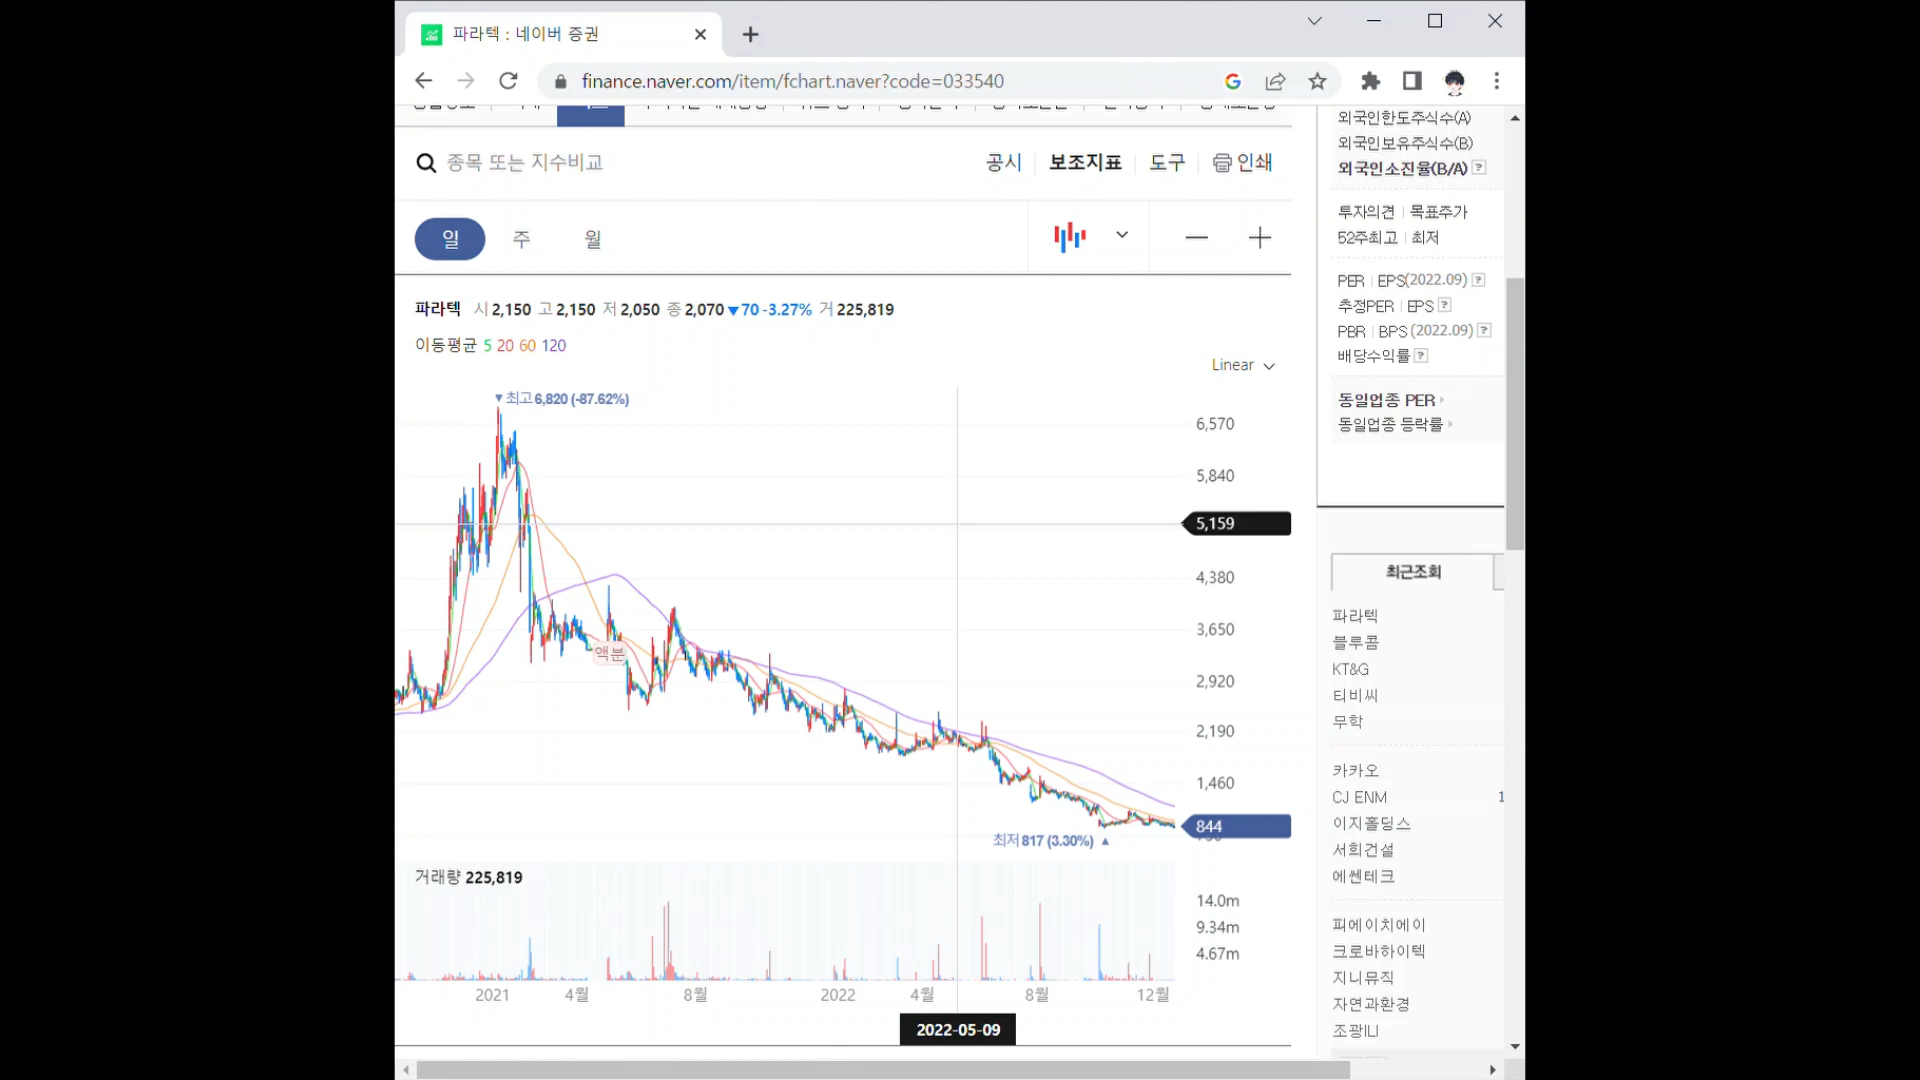 파라텍 : 네이버 증권
finance.naver.com/item/fchart.naver?code=033540
종목 또는 지수비교
공시 보조지표 도구 인쇄
일 주 월
파라텍 시 2,150 고 2,150 저 2,050 종 2,070 ▼70 -3.27% 거 225,819
이동평균 5 20 60 120
Linear
▼최고 6,820 (-87.62%)
6,570
5,840
5,159
4,380
3,650
액분
2,920
2,190
1,460
844
최저 817 (3.30%) ▲
거래량 225,819
14.0m
9.34m
4.67m
2021 4월 8월 2022 4월 8월 12월
2022-05-09
외국인한도주식수(A)
외국인보유주식수(B)
외국인소진율(B/A) ?
투자의견 | 목표주가
52주최고 | 최저
PER | EPS(2022.09) ?
추정PER | EPS ?
PBR | BPS (2022.09) ?
배당수익률 ?
동일업종 PER
동일업종 등락률
최근조회
파라텍
블루콤
KT&G
티비씨
무학
카카오
CJ ENM 1
이지홀딩스
서희건설
에쎈테크
피에이치에이
크로바하이텍
지니뮤직
자연과환경
조광ILI